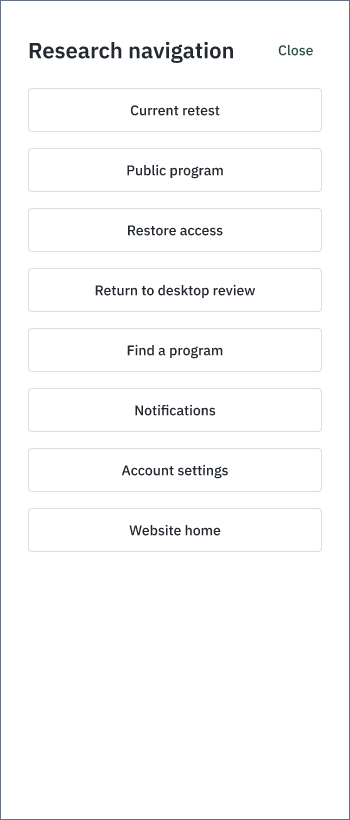 Research navigation
Close
Current retest
Public program
Restore access
Return to desktop review
Find a program
Notifications
Account settings
Website home